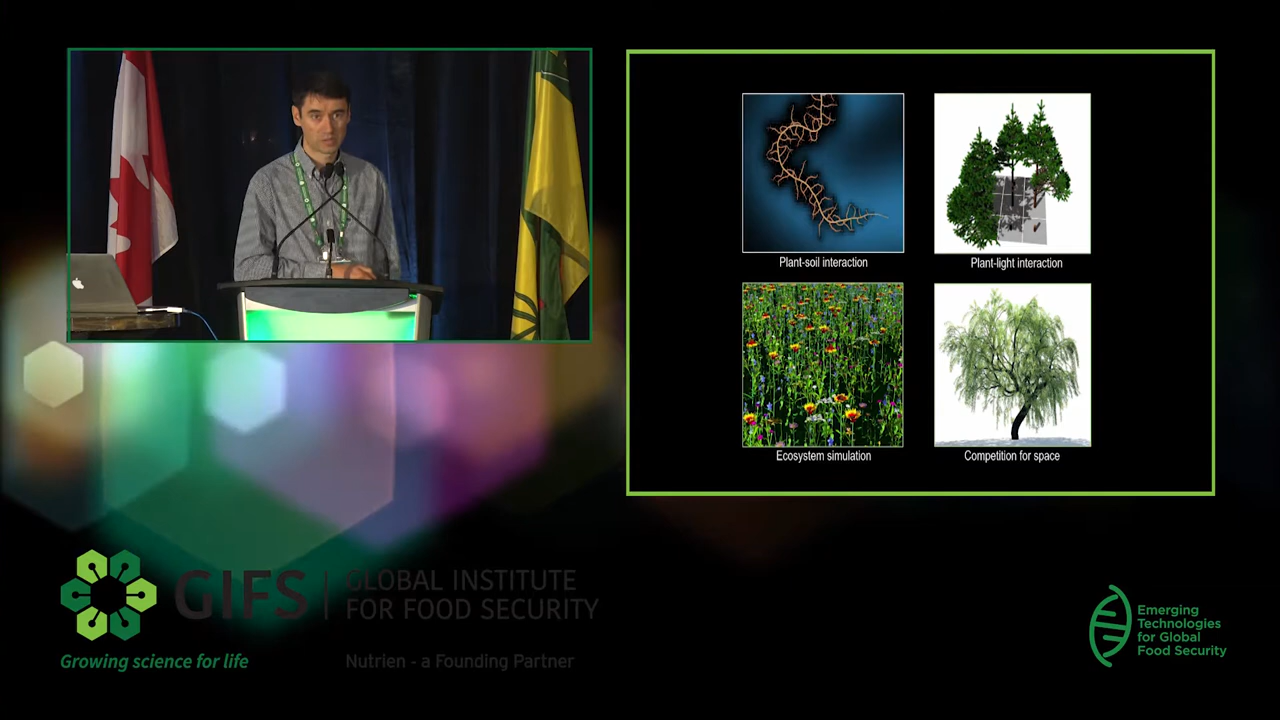 Plant-soil interaction
Plant-light interaction
Ecosystem simulation
Competition for space
GIFS
GLOBAL INSTITUTE
FOR FOOD SECURITY
Growing science for life
Nutrien - a Founding Partner
Emerging
Technologies
for Global
Food Security